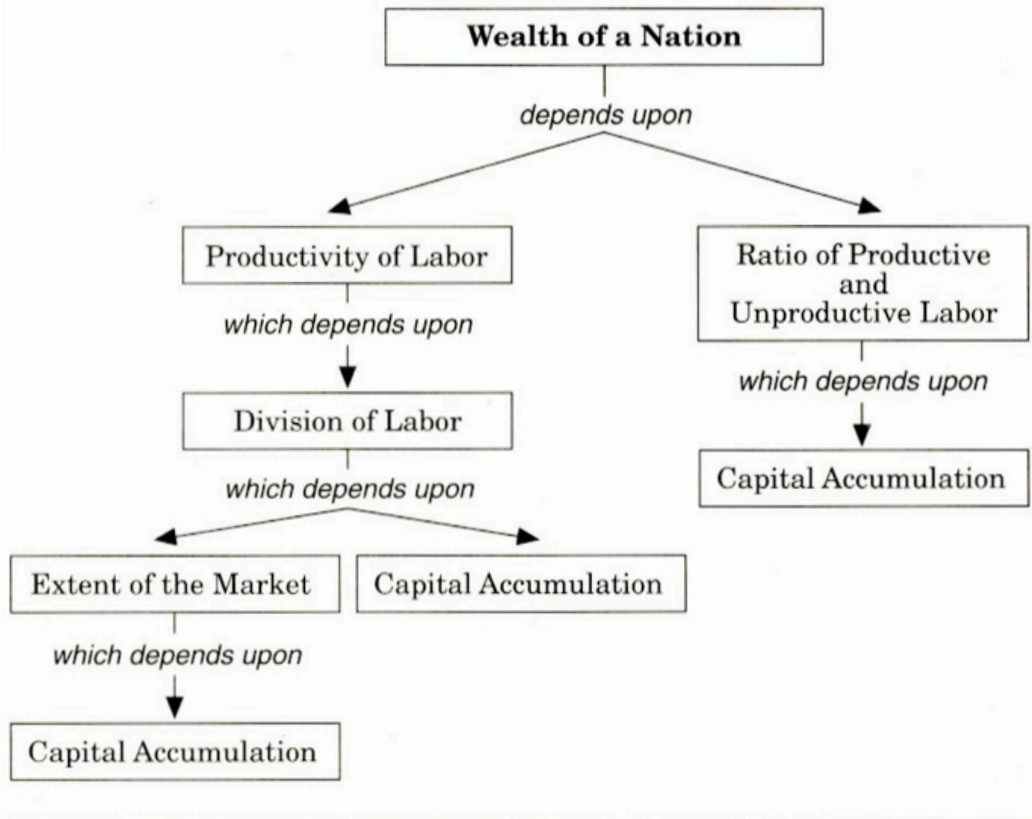 Wealth of a Nation
depends upon
Productivity of Labor
which depends upon
Division of Labor
which depends upon
Extent of the Market
which depends upon
Capital Accumulation
Capital Accumulation
Ratio of Productive
and
Unproductive Labor
which depends upon
Capital Accumulation